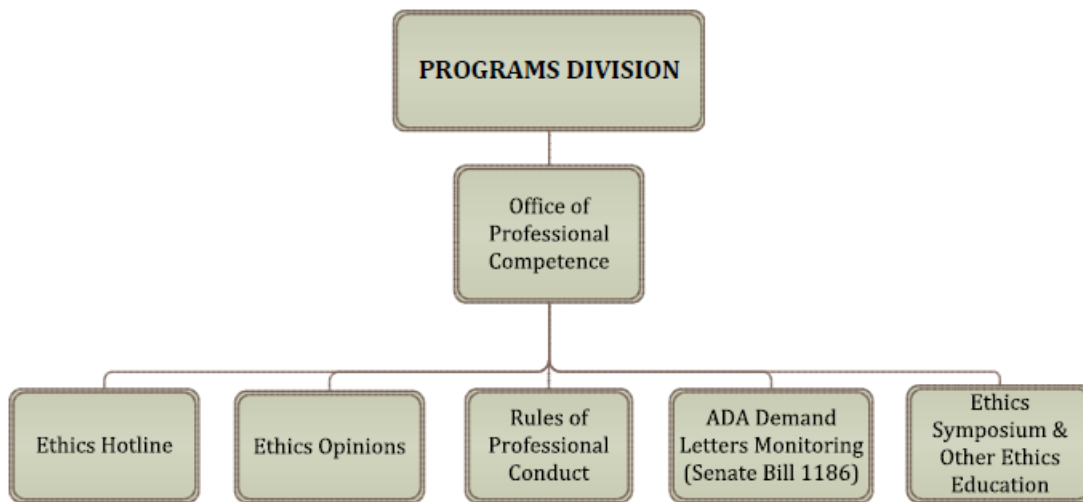 PROGRAMS DIVISION
Office of
Professional
Competence
Ethics Hotline
Ethics Opinions
Rules of
Professional
Conduct
ADA Demand
Letters Monitoring
(Senate Bill 1186)
Ethics
Symposium &
Other Ethics
Education